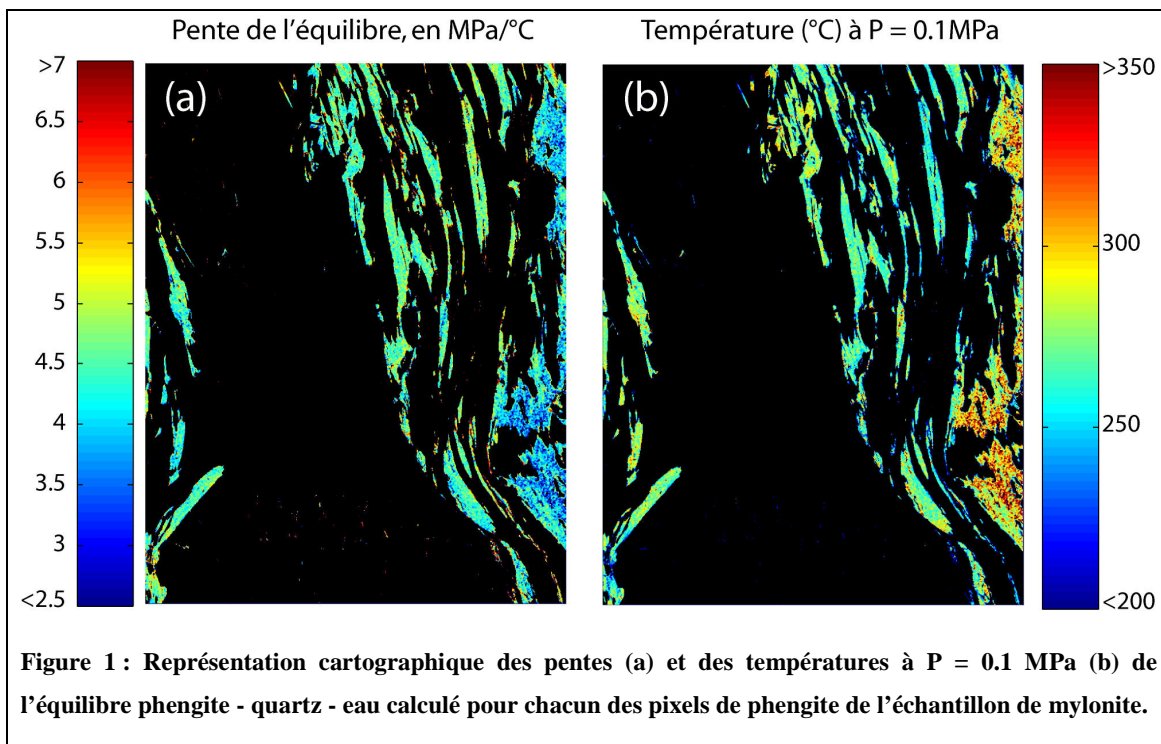 Pente de l'équilibre, en MPa/°C
Température (°C) à P = 0.1MPa
(a)
(b)
>7
6.5
6
5.5
5
4.5
4
3.5
3
<2.5
>350
300
250
<200
Figure 1 : Représentation cartographique des pentes (a) et des températures à P = 0.1 MPa (b) de
l'équilibre phengite - quartz - eau calculé pour chacun des pixels de phengite de l'échantillon de mylonite.